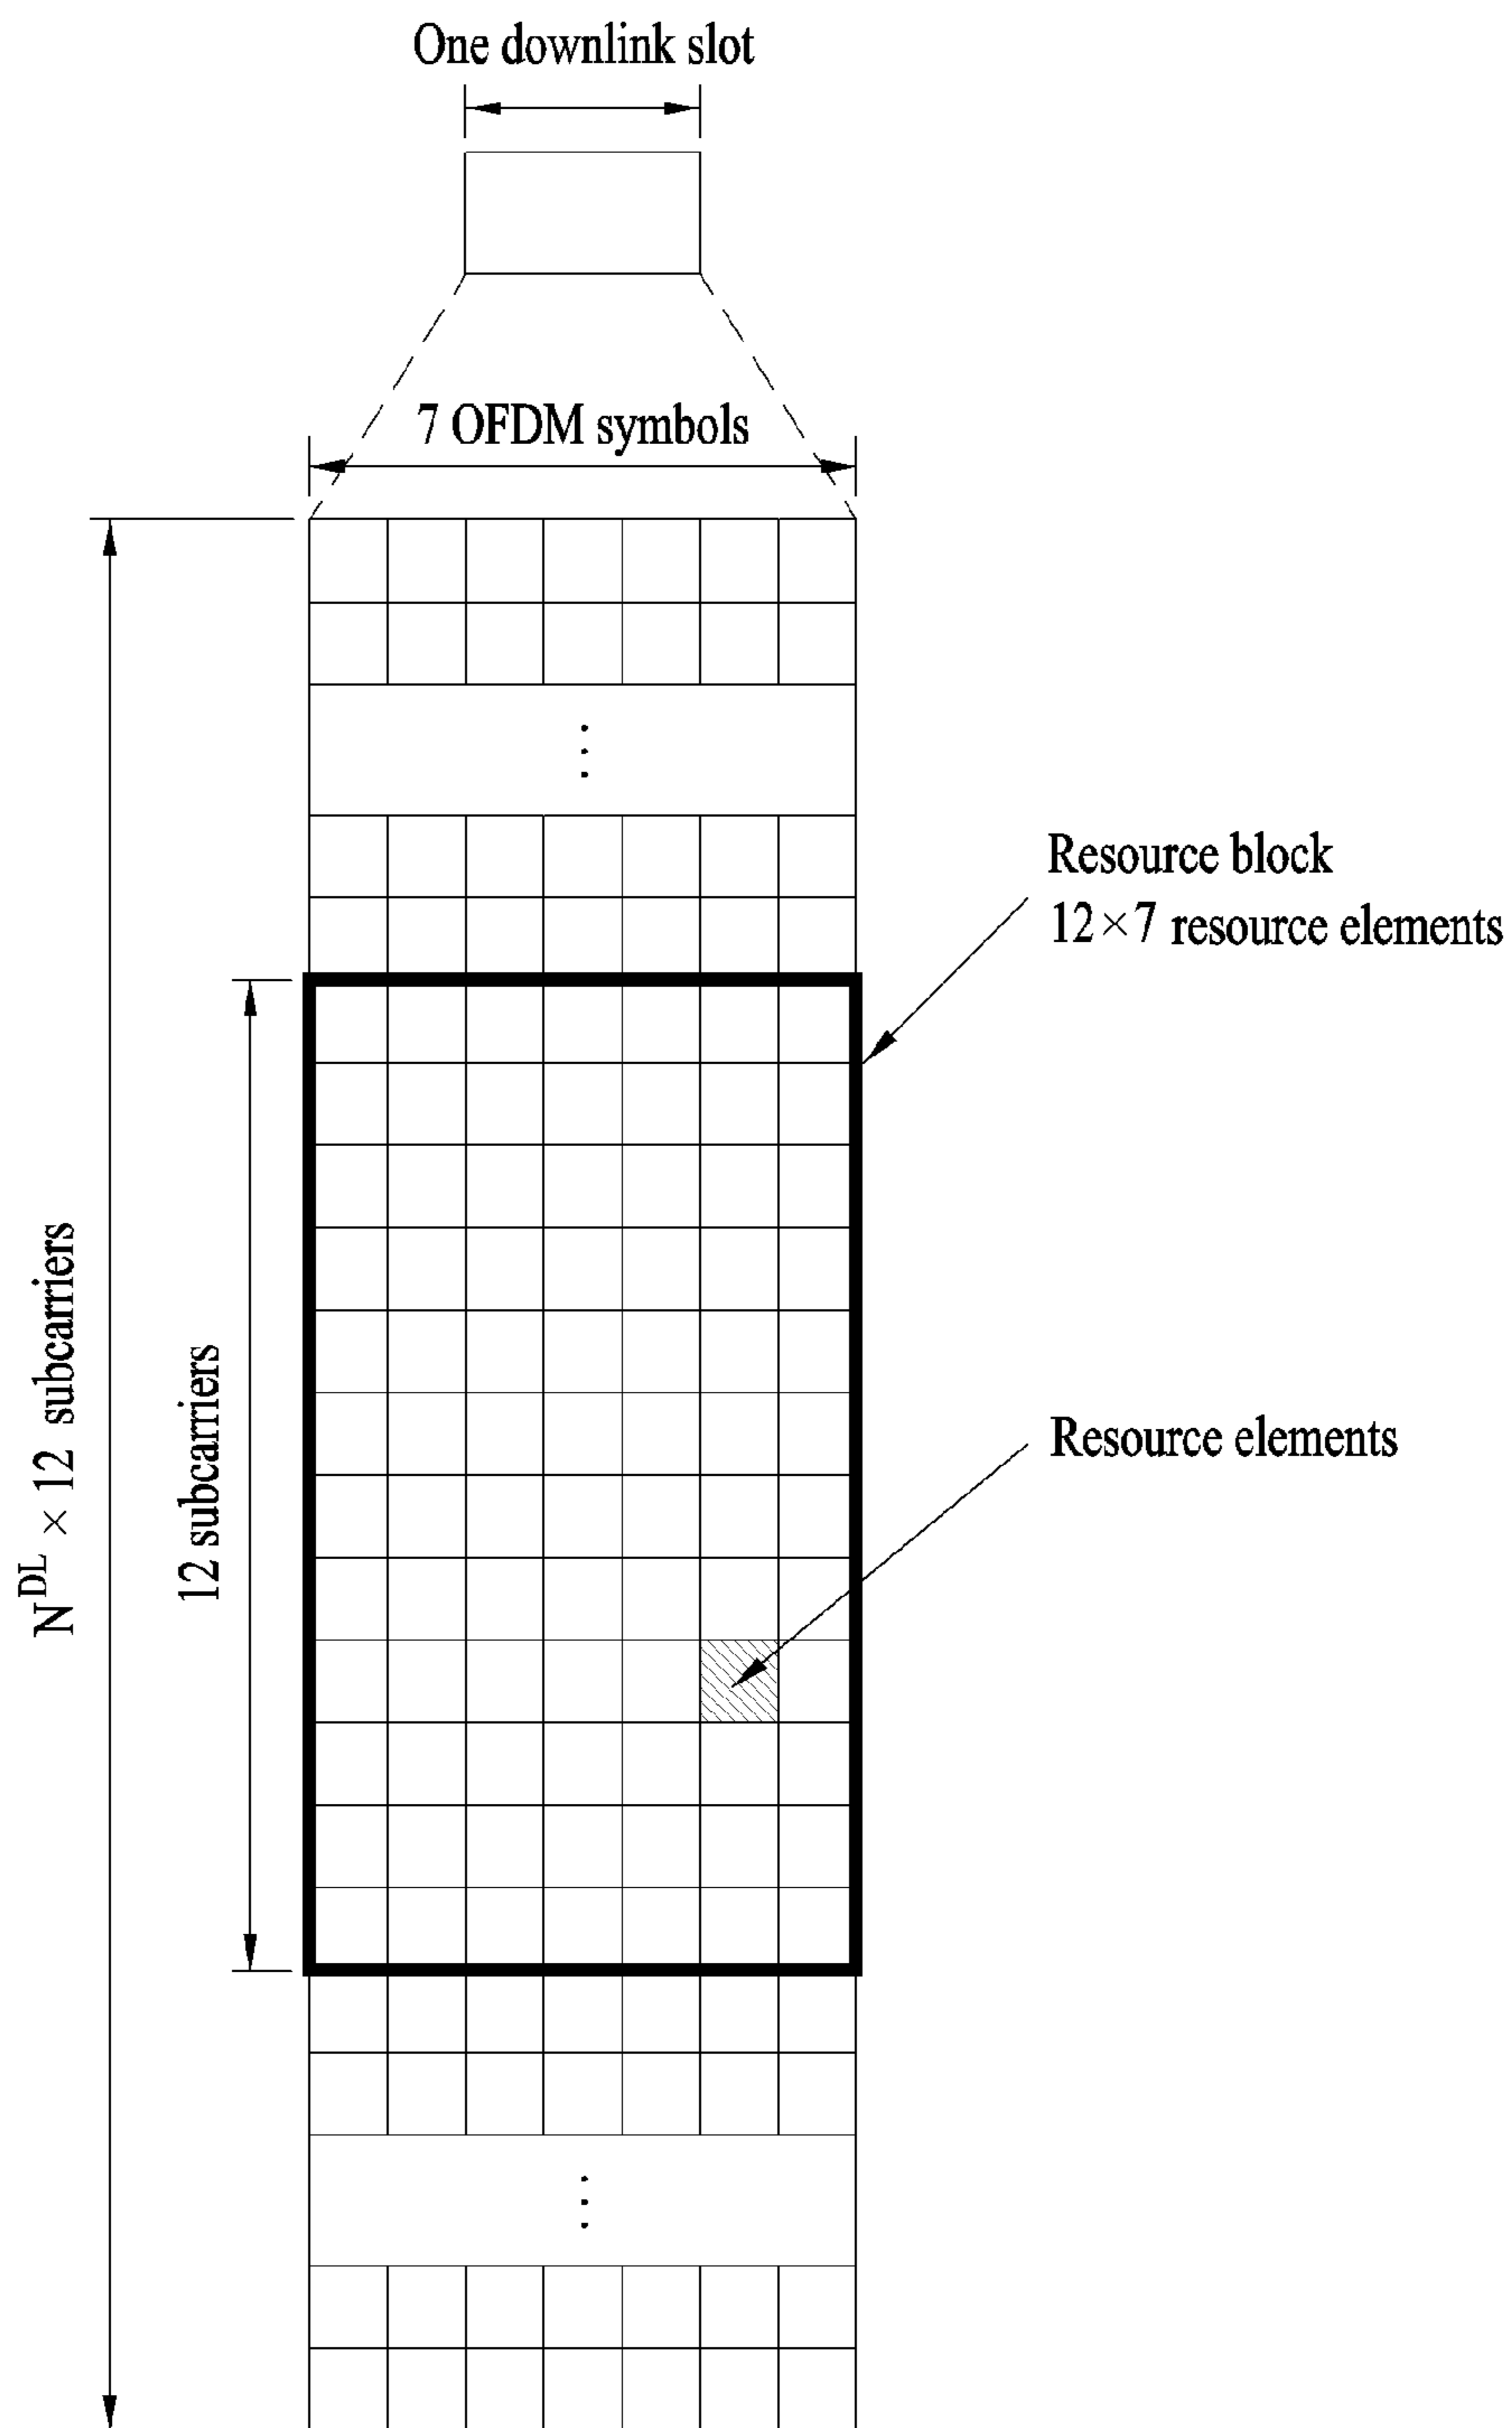 One downlink slot
7 OFDM symbols
Resource block
12×7 resource elements
N^DL × 12 subcarriers
12 subcarriers
Resource elements